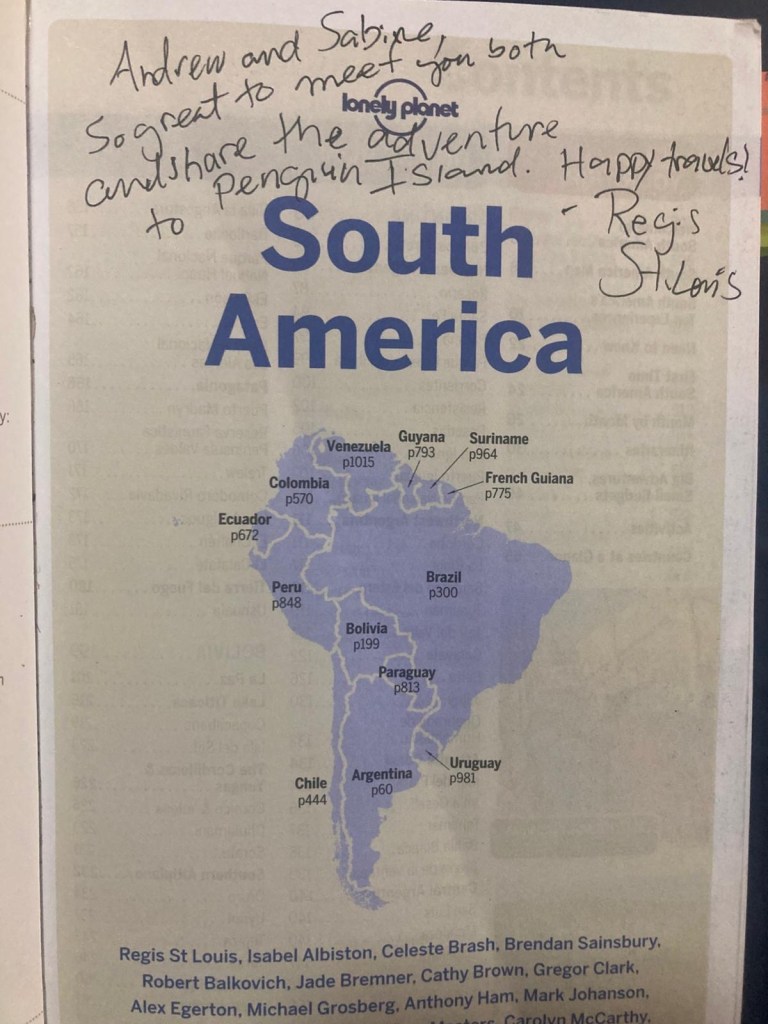 Andrew and Sabine,
So great to meet you both
lonely planet
and share the adventure
to Penguin Island. Happy travels!
- Regis
St. Louis
South
America
Venezuela
p1015
Guyana
p793
Suriname
p964
French Guiana
p775
Colombia
p570
Ecuador
p672
Brazil
p300
Peru
p848
Bolivia
p199
Paraguay
p813
Uruguay
p981
Argentina
p60
Chile
p444
Regis St Louis, Isabel Albiston, Celeste Brash, Brendan Sainsbury,
Robert Balkovich, Jade Bremner, Cathy Brown, Gregor Clark,
Alex Egerton, Michael Grosberg, Anthony Ham, Mark Johanson,
Masters, Carolyn McCarthy,
y: